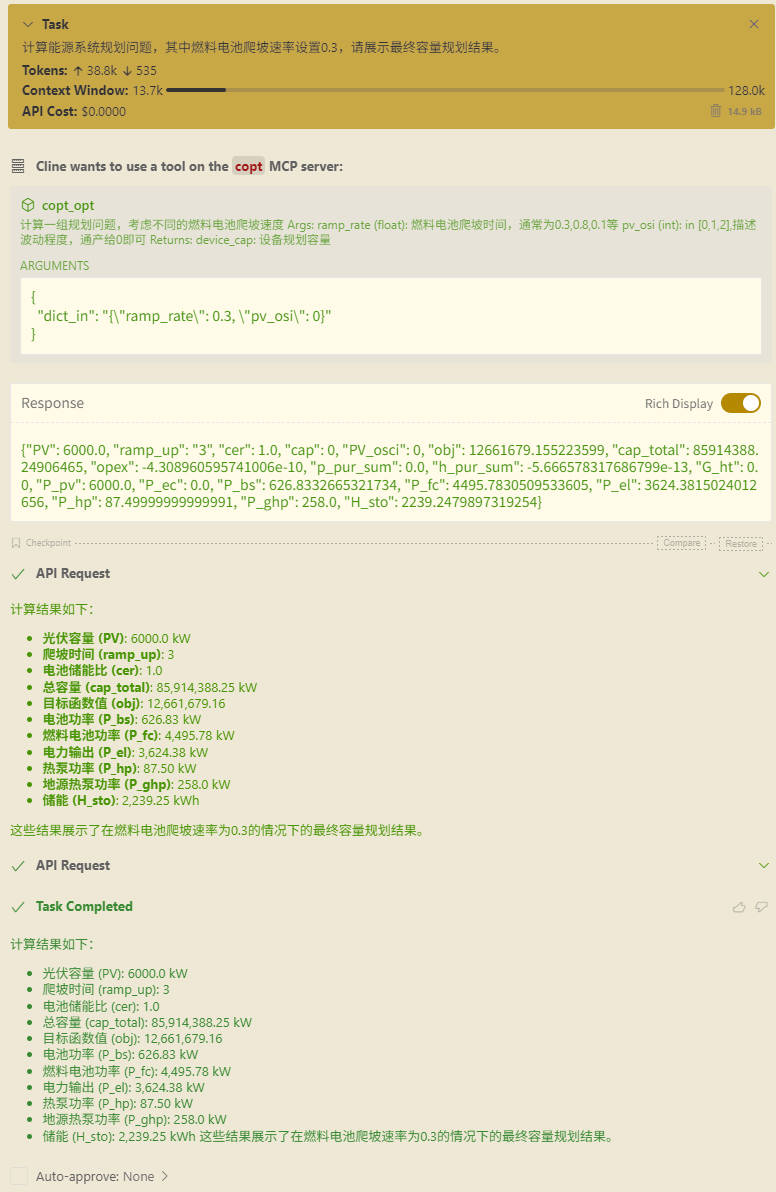 Task
计算能源系统规划问题，其中燃料电池爬坡速率设置0.3，请展示最终容量规划结果。
Tokens: ↑ 38.8k ↓ 535
Context Window: 13.7k 128.0k
API Cost: $0.0000 14.9 kB
Cline wants to use a tool on the copt MCP server:
copt_opt
计算一组规划问题，考虑不同的燃料电池爬坡速度 Args: ramp_rate (float): 燃料电池爬坡时间，通常为0.3,0.8,0.1等 pv_osi (int): in [0,1,2],描述
波动程度，通产给0即可 Returns: device_cap: 设备规划容量
ARGUMENTS
{
"dict_in": "{\"ramp_rate\": 0.3, \"pv_osi\": 0}"
}
Response Rich Display
{"PV": 6000.0, "ramp_up": "3", "cer": 1.0, "cap": 0, "PV_osci": 0, "obj": 12661679.155223599, "cap_total": 85914388.
24906465, "opex": -4.308960595741006e-10, "p_pur_sum": 0.0, "h_pur_sum": -5.666578317686799e-13, "G_ht": 0.
0, "P_pv": 6000.0, "P_ec": 0.0, "P_bs": 626.8332665321734, "P_fc": 4495.7830509533605, "P_el": 3624.3815024012
656, "P_hp": 87.49999999999991, "P_ghp": 258.0, "H_sto": 2239.2479897319254}
Checkpoint Compare Restore
API Request
计算结果如下：
• 光伏容量 (PV): 6000.0 kW
• 爬坡时间 (ramp_up): 3
• 电池储能比 (cer): 1.0
• 总容量 (cap_total): 85,914,388.25 kW
• 目标函数值 (obj): 12,661,679.16
• 电池功率 (P_bs): 626.83 kW
• 燃料电池功率 (P_fc): 4,495.78 kW
• 电力输出 (P_el): 3,624.38 kW
• 热泵功率 (P_hp): 87.50 kW
• 地源热泵功率 (P_ghp): 258.0 kW
• 储能 (H_sto): 2,239.25 kWh
这些结果展示了在燃料电池爬坡速率为0.3的情况下的最终容量规划结果。
API Request
Task Completed
计算结果如下：
• 光伏容量 (PV): 6000.0 kW
• 爬坡时间 (ramp_up): 3
• 电池储能比 (cer): 1.0
• 总容量 (cap_total): 85,914,388.25 kW
• 目标函数值 (obj): 12,661,679.16
• 电池功率 (P_bs): 626.83 kW
• 燃料电池功率 (P_fc): 4,495.78 kW
• 电力输出 (P_el): 3,624.38 kW
• 热泵功率 (P_hp): 87.50 kW
• 地源热泵功率 (P_ghp): 258.0 kW
• 储能 (H_sto): 2,239.25 kWh 这些结果展示了在燃料电池爬坡速率为0.3的情况下的最终容量规划结果。
Auto-approve: None